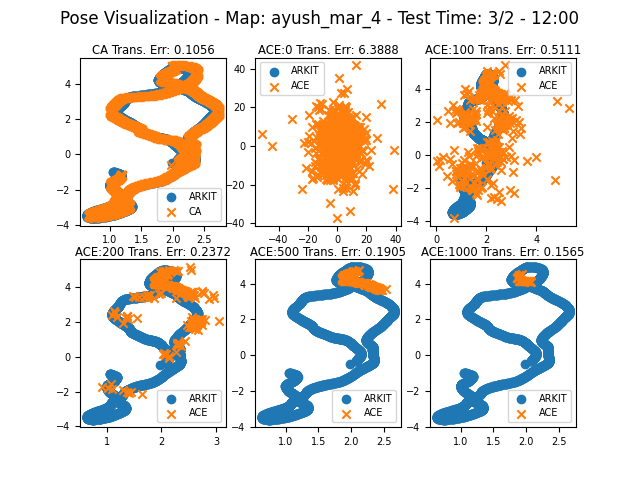 Pose Visualization - Map: ayush_mar_4 - Test Time: 3/2 - 12:00
CA Trans. Err: 0.1056
ACE:0 Trans. Err: 6.3888
ACE:100 Trans. Err: 0.5111
4
2
0
−2
−4
1.0 1.5 2.0 2.5
ARKIT
CA
40
20
0
−20
−40
−40 −20 0 20 40
ARKIT
ACE
4
2
0
−2
−4
0 2 4
ARKIT
ACE
ACE:200 Trans. Err: 0.2372
ACE:500 Trans. Err: 0.1905
ACE:1000 Trans. Err: 0.1565
4
2
0
−2
−4
1 2 3
ARKIT
ACE
4
2
0
−2
−4
1.0 1.5 2.0 2.5
ARKIT
ACE
4
2
0
−2
−4
1.0 1.5 2.0 2.5
ARKIT
ACE